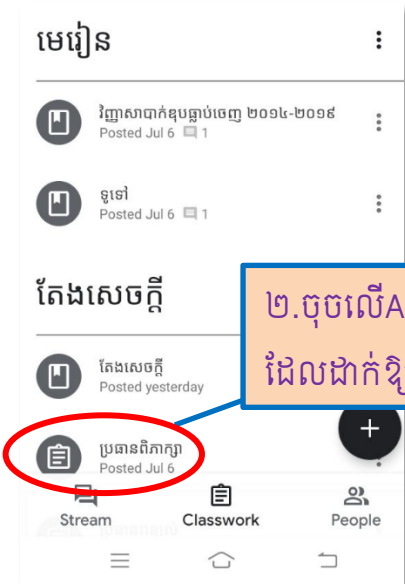 មេរៀន
វិញ្ញាសាបាក់ឌុបធ្លាប់ចេញ ២០១៤-២០១៩
Posted Jul 6 1
ទូទៅ
Posted Jul 6 1
តែងសេចក្តី
២.ចុចលើA
ដែលដាក់ឱ្យ
តែងសេចក្តី
Posted yesterday
ប្រធានពិភាក្សា
Posted Jul 6
Stream Classwork People